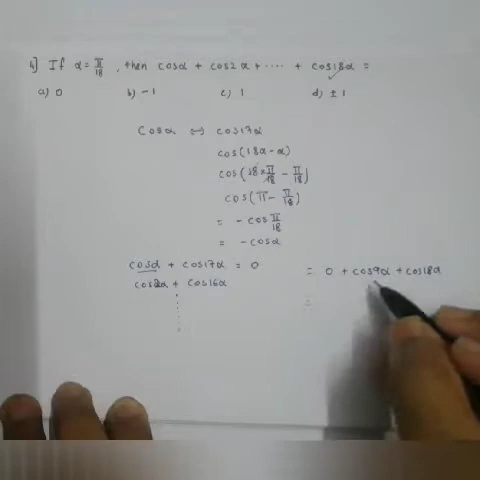 4] If α = π/18, then cosα + cos2α + ···· + cos18α =
a) 0 b) -1 c) 1 d) ± 1
cosα ↔ cos17α
cos(18α - α)
cos(18×π/18 - π/18)
cos(π - π/18)
= - cos π/18
= - cosα
cosα + cos17α = 0
= 0 + cos9α + cos18α
cos2α + cos16α
=